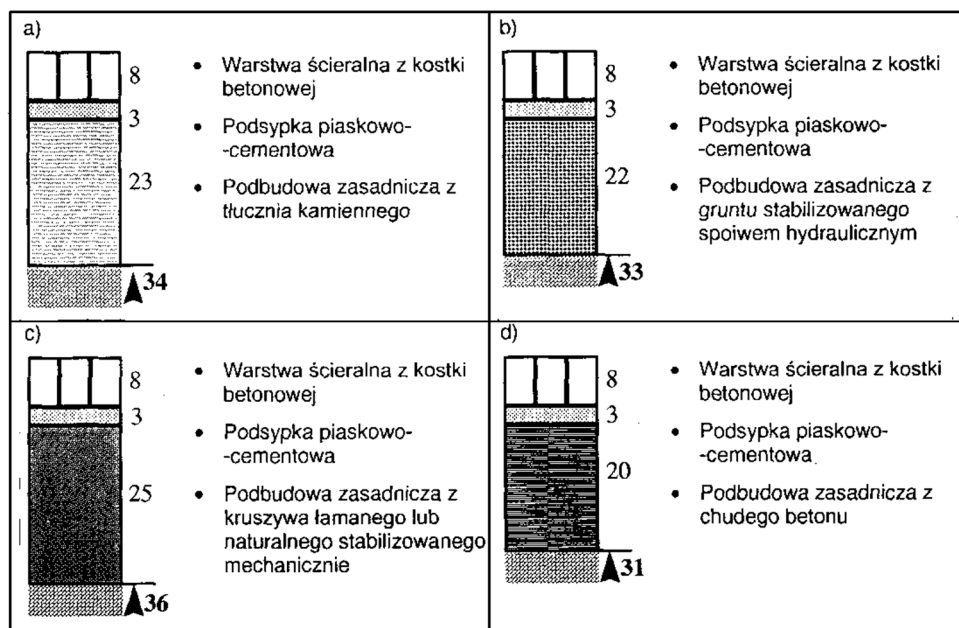 a)
8
3
23
34
• Warstwa ścieralna z kostki
betonowej
• Podsypka piaskowo-
-cementowa
• Podbudowa zasadnicza z
tłucznia kamiennego
b)
8
3
22
33
• Warstwa ścieralna z kostki
betonowej
• Podsypka piaskowo-
-cementowa
• Podbudowa zasadnicza z
gruntu stabilizowanego
spoiwem hydraulicznym
c)
8
3
25
36
• Warstwa ścieralna z kostki
betonowej
• Podsypka piaskowo-
-cementowa
• Podbudowa zasadnicza z
kruszywa łamanego lub
naturalnego stabilizowanego
mechanicznie
d)
8
3
20
31
• Warstwa ścieralna z kostki
betonowej
• Podsypka piaskowo-
-cementowa
• Podbudowa zasadnicza z
chudego betonu